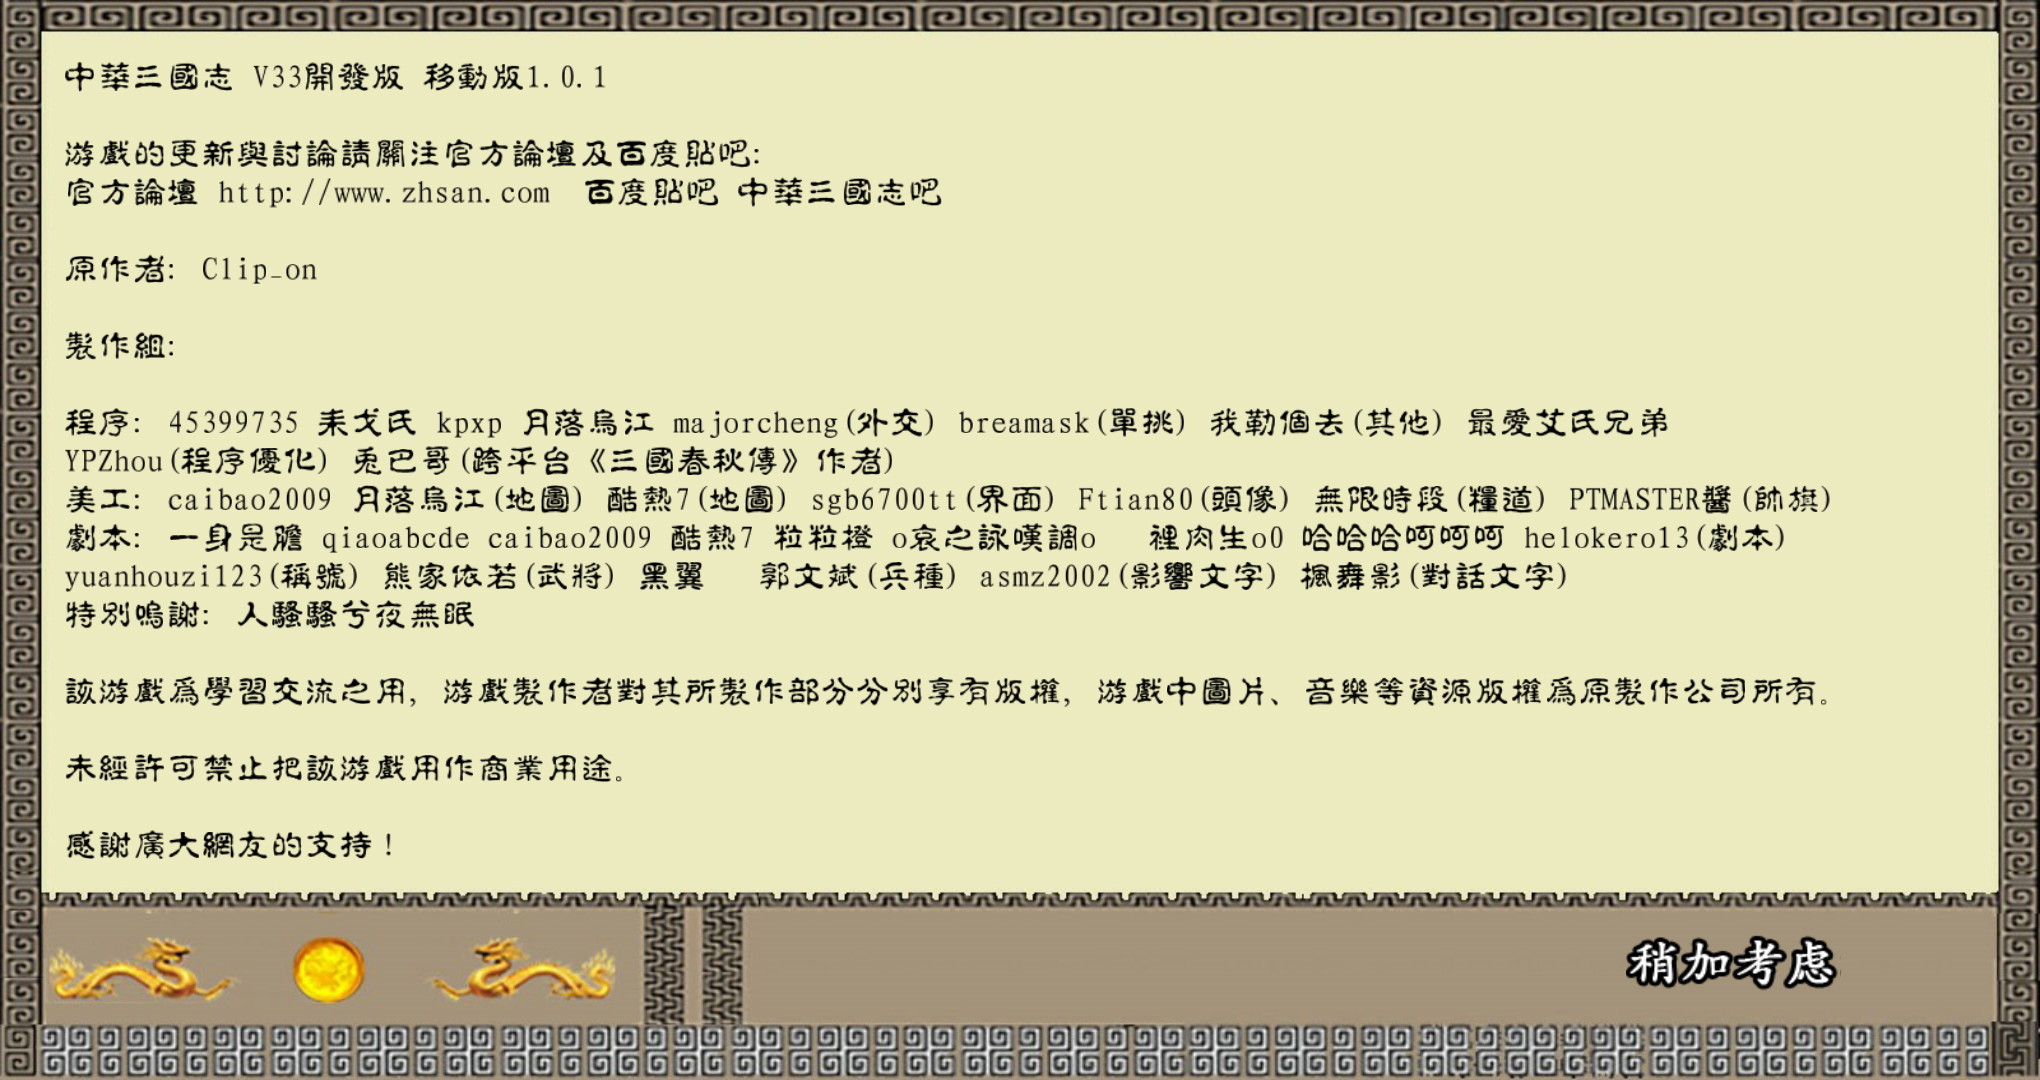 中華三國志 V33開發版 移動版1.0.1
游戲的更新與討論請關注官方論壇及百度貼吧:
官方論壇 http://www.zhsan.com 百度貼吧 中華三國志吧
原作者: Clip_on
製作組:
程序: 45399735 耒戈氏 kpxp 月落烏江 majorcheng(外交) breamask(單挑) 我勒個去(其他) 最愛艾氏兄弟
YPZhou(程序優化) 兎巴哥(跨平台《三國春秋傳》作者)
美工: caibao2009 月落烏江(地圖) 酷熱7(地圖) sgb6700tt(界面) Ftian80(頭像) 無限時段(糧道) PTMASTER醬(帥旗)
劇本: 一身是膽 qiaoabcde caibao2009 酷熱7 粒粒橙 o哀之詠嘆調o 裡肉生o0 哈哈哈呵呵呵 helokero13(劇本)
yuanhouzi123(稱號) 熊家依若(武將) 黑翼 郭文斌(兵種) asmz2002(影響文字) 楓舞影(對話文字)
特別鳴謝: 人騷騷兮夜無眠
該游戲爲學習交流之用, 游戲製作者對其所製作部分分別享有版權, 游戲中圖片、音樂等資源版權爲原製作公司所有。
未經許可禁止把該游戲用作商業用途。
感謝廣大網友的支持！
稍加考慮